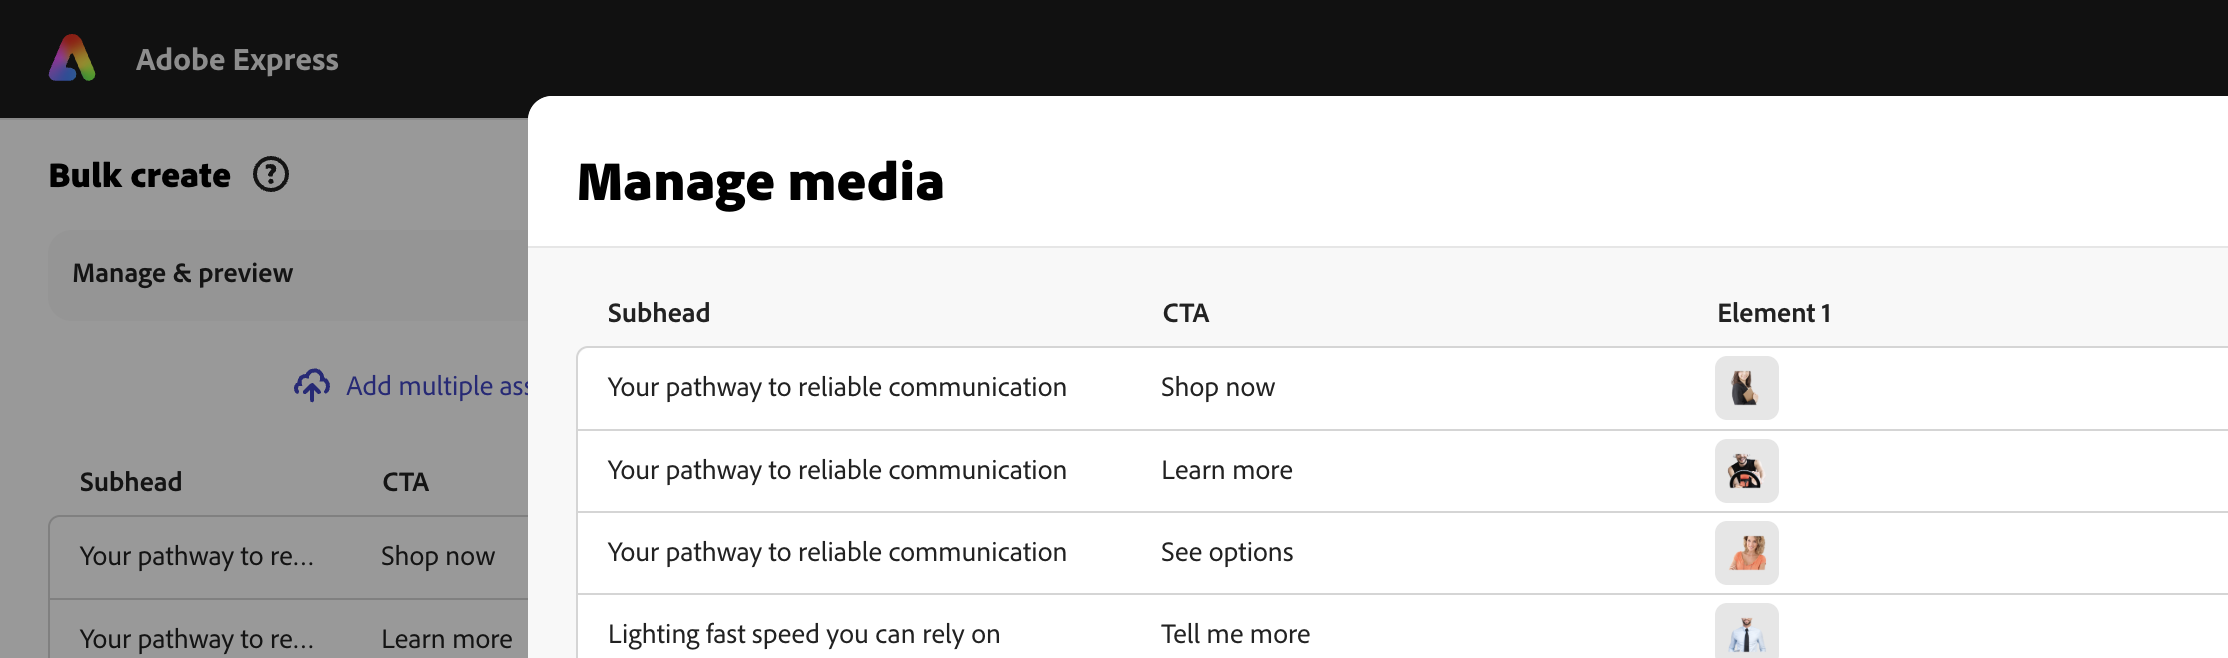 Adobe Express
Bulk create ?
Manage & preview
Add multiple ass
Subhead CTA
Your pathway to re... Shop now
Your pathway to re... Learn more
Manage media
Subhead CTA Element 1
Your pathway to reliable communication Shop now
Your pathway to reliable communication Learn more
Your pathway to reliable communication See options
Lighting fast speed you can rely on Tell me more